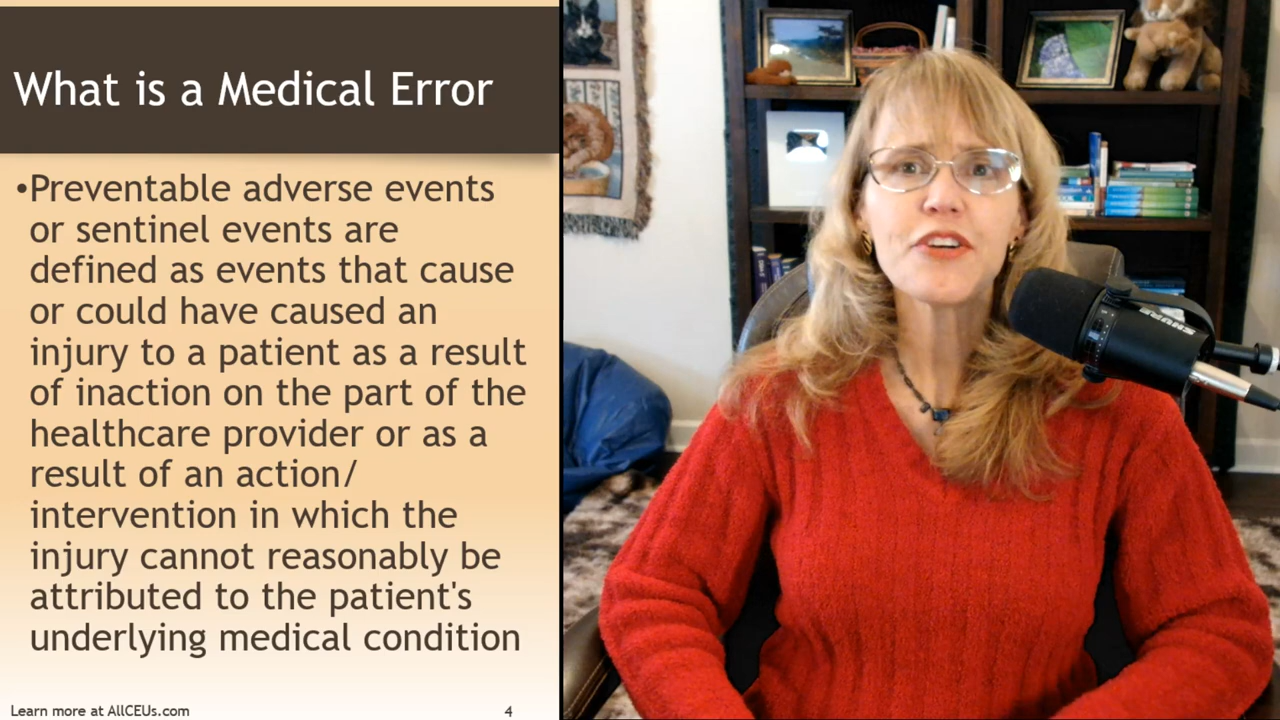 What is a Medical Error
•Preventable adverse events
or sentinel events are
defined as events that cause
or could have caused an
injury to a patient as a result
of inaction on the part of the
healthcare provider or as a
result of an action/
intervention in which the
injury cannot reasonably be
attributed to the patient's
underlying medical condition
Learn more at AllCEUs.com
4
SHURE